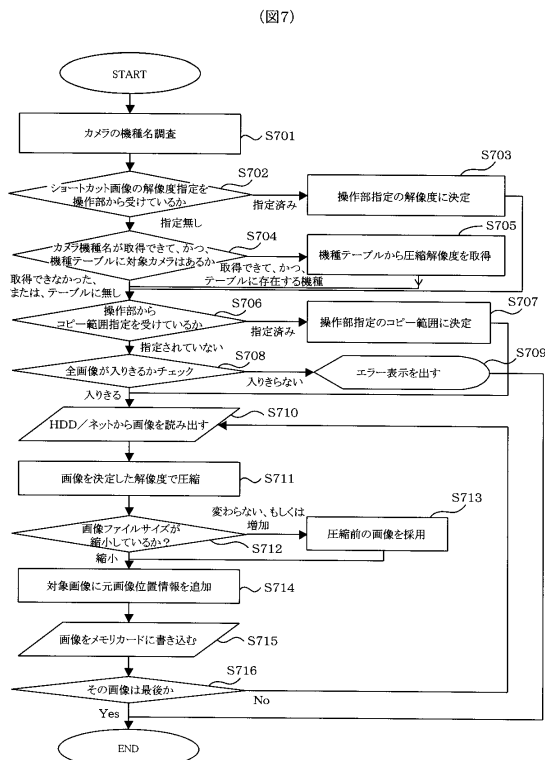 (図7)
START
カメラの機種名調査
S701
ショートカット画像の解像度指定を
操作部から受けているか
S702
指定済み
指定無し
操作部指定の解像度に決定
S703
カメラ機種名が取得できて、かつ、
機種テーブルに対象カメラはあるか
S704
取得できて、かつ、
テーブルに存在する機種
機種テーブルから圧縮解像度を取得
S705
取得できなかった、
または、テーブルに無し
操作部から
コピー範囲指定を受けているか
S706
指定済み
指定されていない
操作部指定のコピー範囲に決定
S707
全画像が入りきるかチェック
S708
入りきらない
入りきる
エラー表示を出す
S709
HDD/ネットから画像を読み出す
S710
画像を決定した解像度で圧縮
S711
画像ファイルサイズが
縮小しているか?
S712
変わらない、もしくは
増加
縮小
圧縮前の画像を採用
S713
対象画像に元画像位置情報を追加
S714
画像をメモリカードに書き込む
S715
その画像は最後か
S716
No
Yes
END